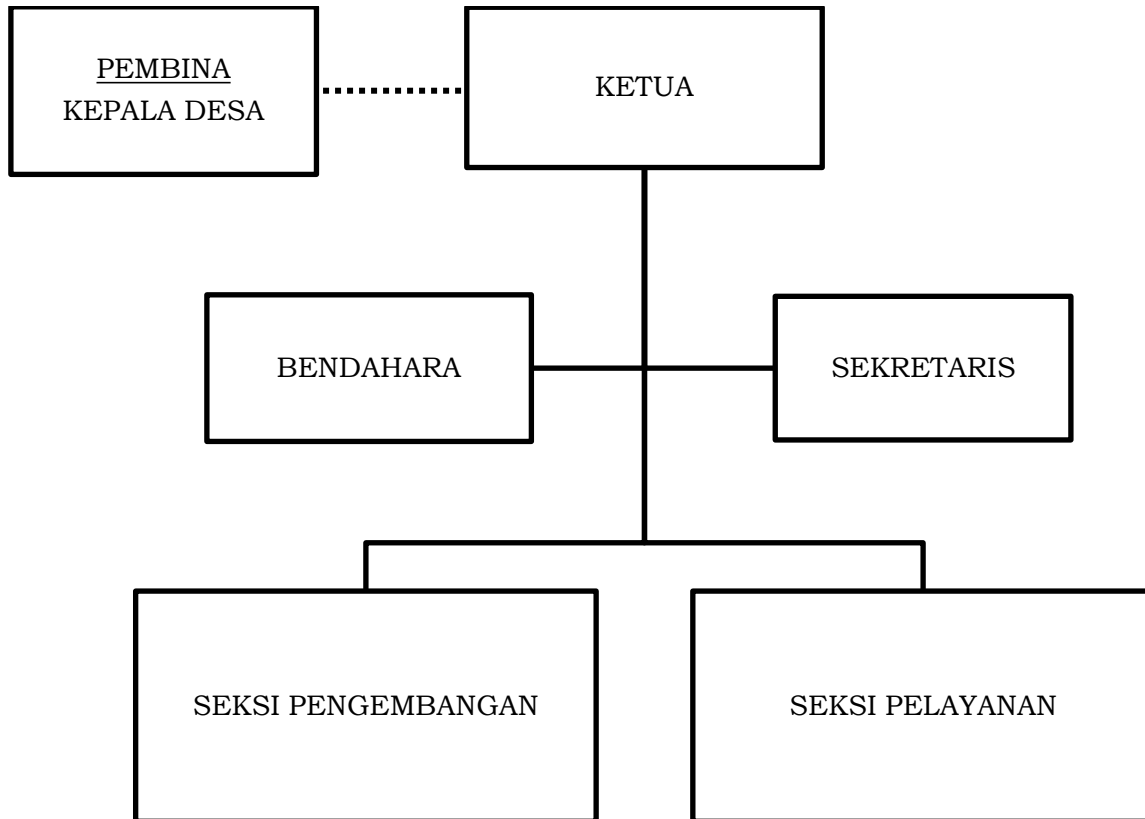 PEMBINA
KEPALA DESA
KETUA
BENDAHARA
SEKRETARIS
SEKSI PENGEMBANGAN
SEKSI PELAYANAN